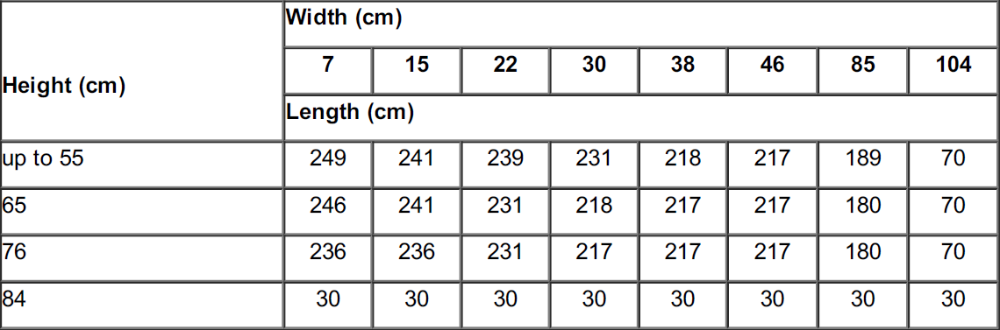 Width (cm)
7 15 22 30 38 46 85 104
Height (cm)
Length (cm)
up to 55 249 241 239 231 218 217 189 70
65 246 241 231 218 217 217 180 70
76 236 236 231 217 217 217 180 70
84 30 30 30 30 30 30 30 30